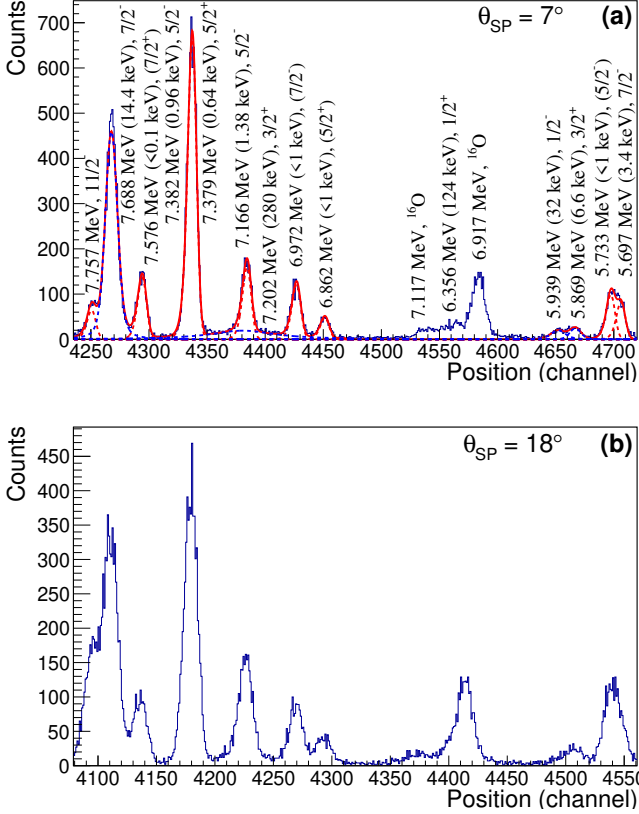 θSP = 7°
(a)
Counts
700
600
500
400
300
200
100
0
7.757 MeV, 11/2⁻
7.688 MeV (14.4 keV), 7/2⁻
7.576 MeV (<0.1 keV), (7/2⁺)
7.382 MeV (0.96 keV), 5/2⁻
7.379 MeV (0.64 keV), 5/2⁺
7.166 MeV (1.38 keV), 5/2⁻
7.202 MeV (280 keV), 3/2⁺
6.972 MeV (<1 keV), (7/2⁻)
6.862 MeV (<1 keV), (5/2⁺)
7.117 MeV, ¹⁶O
6.356 MeV (124 keV), 1/2⁺
6.917 MeV, ¹⁶O
5.939 MeV (32 keV), 1/2⁻
5.869 MeV (6.6 keV), 3/2⁺
5.733 MeV (<1 keV), (5/2⁻)
5.697 MeV (3.4 keV), 7/2⁻
4250 4300 4350 4400 4450 4500 4550 4600 4650 4700
Position (channel)
θSP = 18°
(b)
Counts
450
400
350
300
250
200
150
100
50
0
4100 4150 4200 4250 4300 4350 4400 4450 4500 4550
Position (channel)